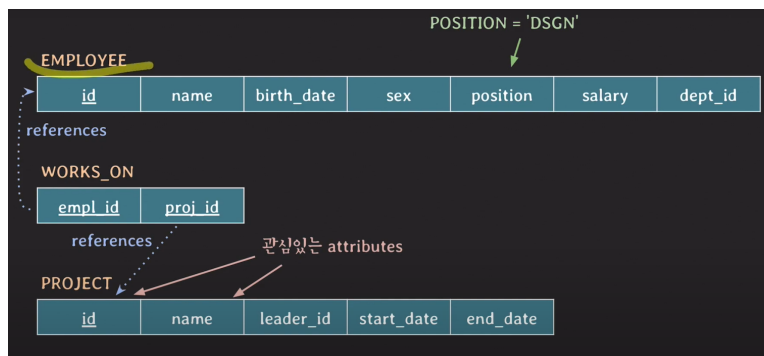 POSITION = 'DSGN'
EMPLOYEE
id name birth_date sex position salary dept_id
references
WORKS_ON
empl_id proj_id
references
관심있는 attributes
PROJECT
id name leader_id start_date end_date